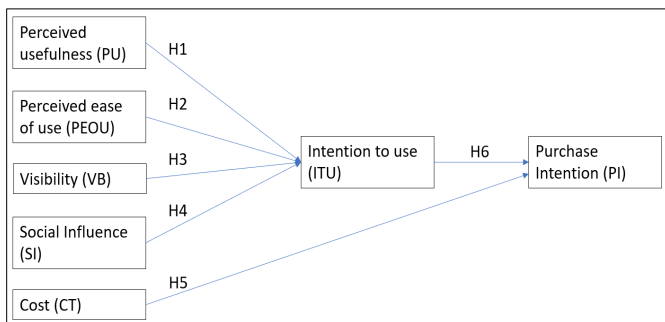 Perceived
usefulness (PU)
H1
Perceived ease
of use (PEOU)
H2
Visibility (VB)
H3
Social Influence
(SI)
H4
Cost (CT)
H5
Intention to use
(ITU)
H6
Purchase
Intention (PI)